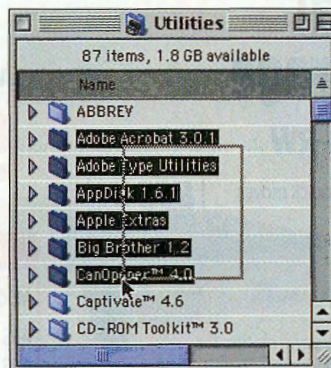 Utilities
87 items, 1.8 GB available
Name
ABBREV
Adobe Acrobat 3.0.1
Adobe Type Utilities
AppDisk 1.6.1
Apple Extras
Big Brother 1.2
CanOpener™ 4.0
Captivate™ 4.6
CD-ROM Toolkit™ 3.0